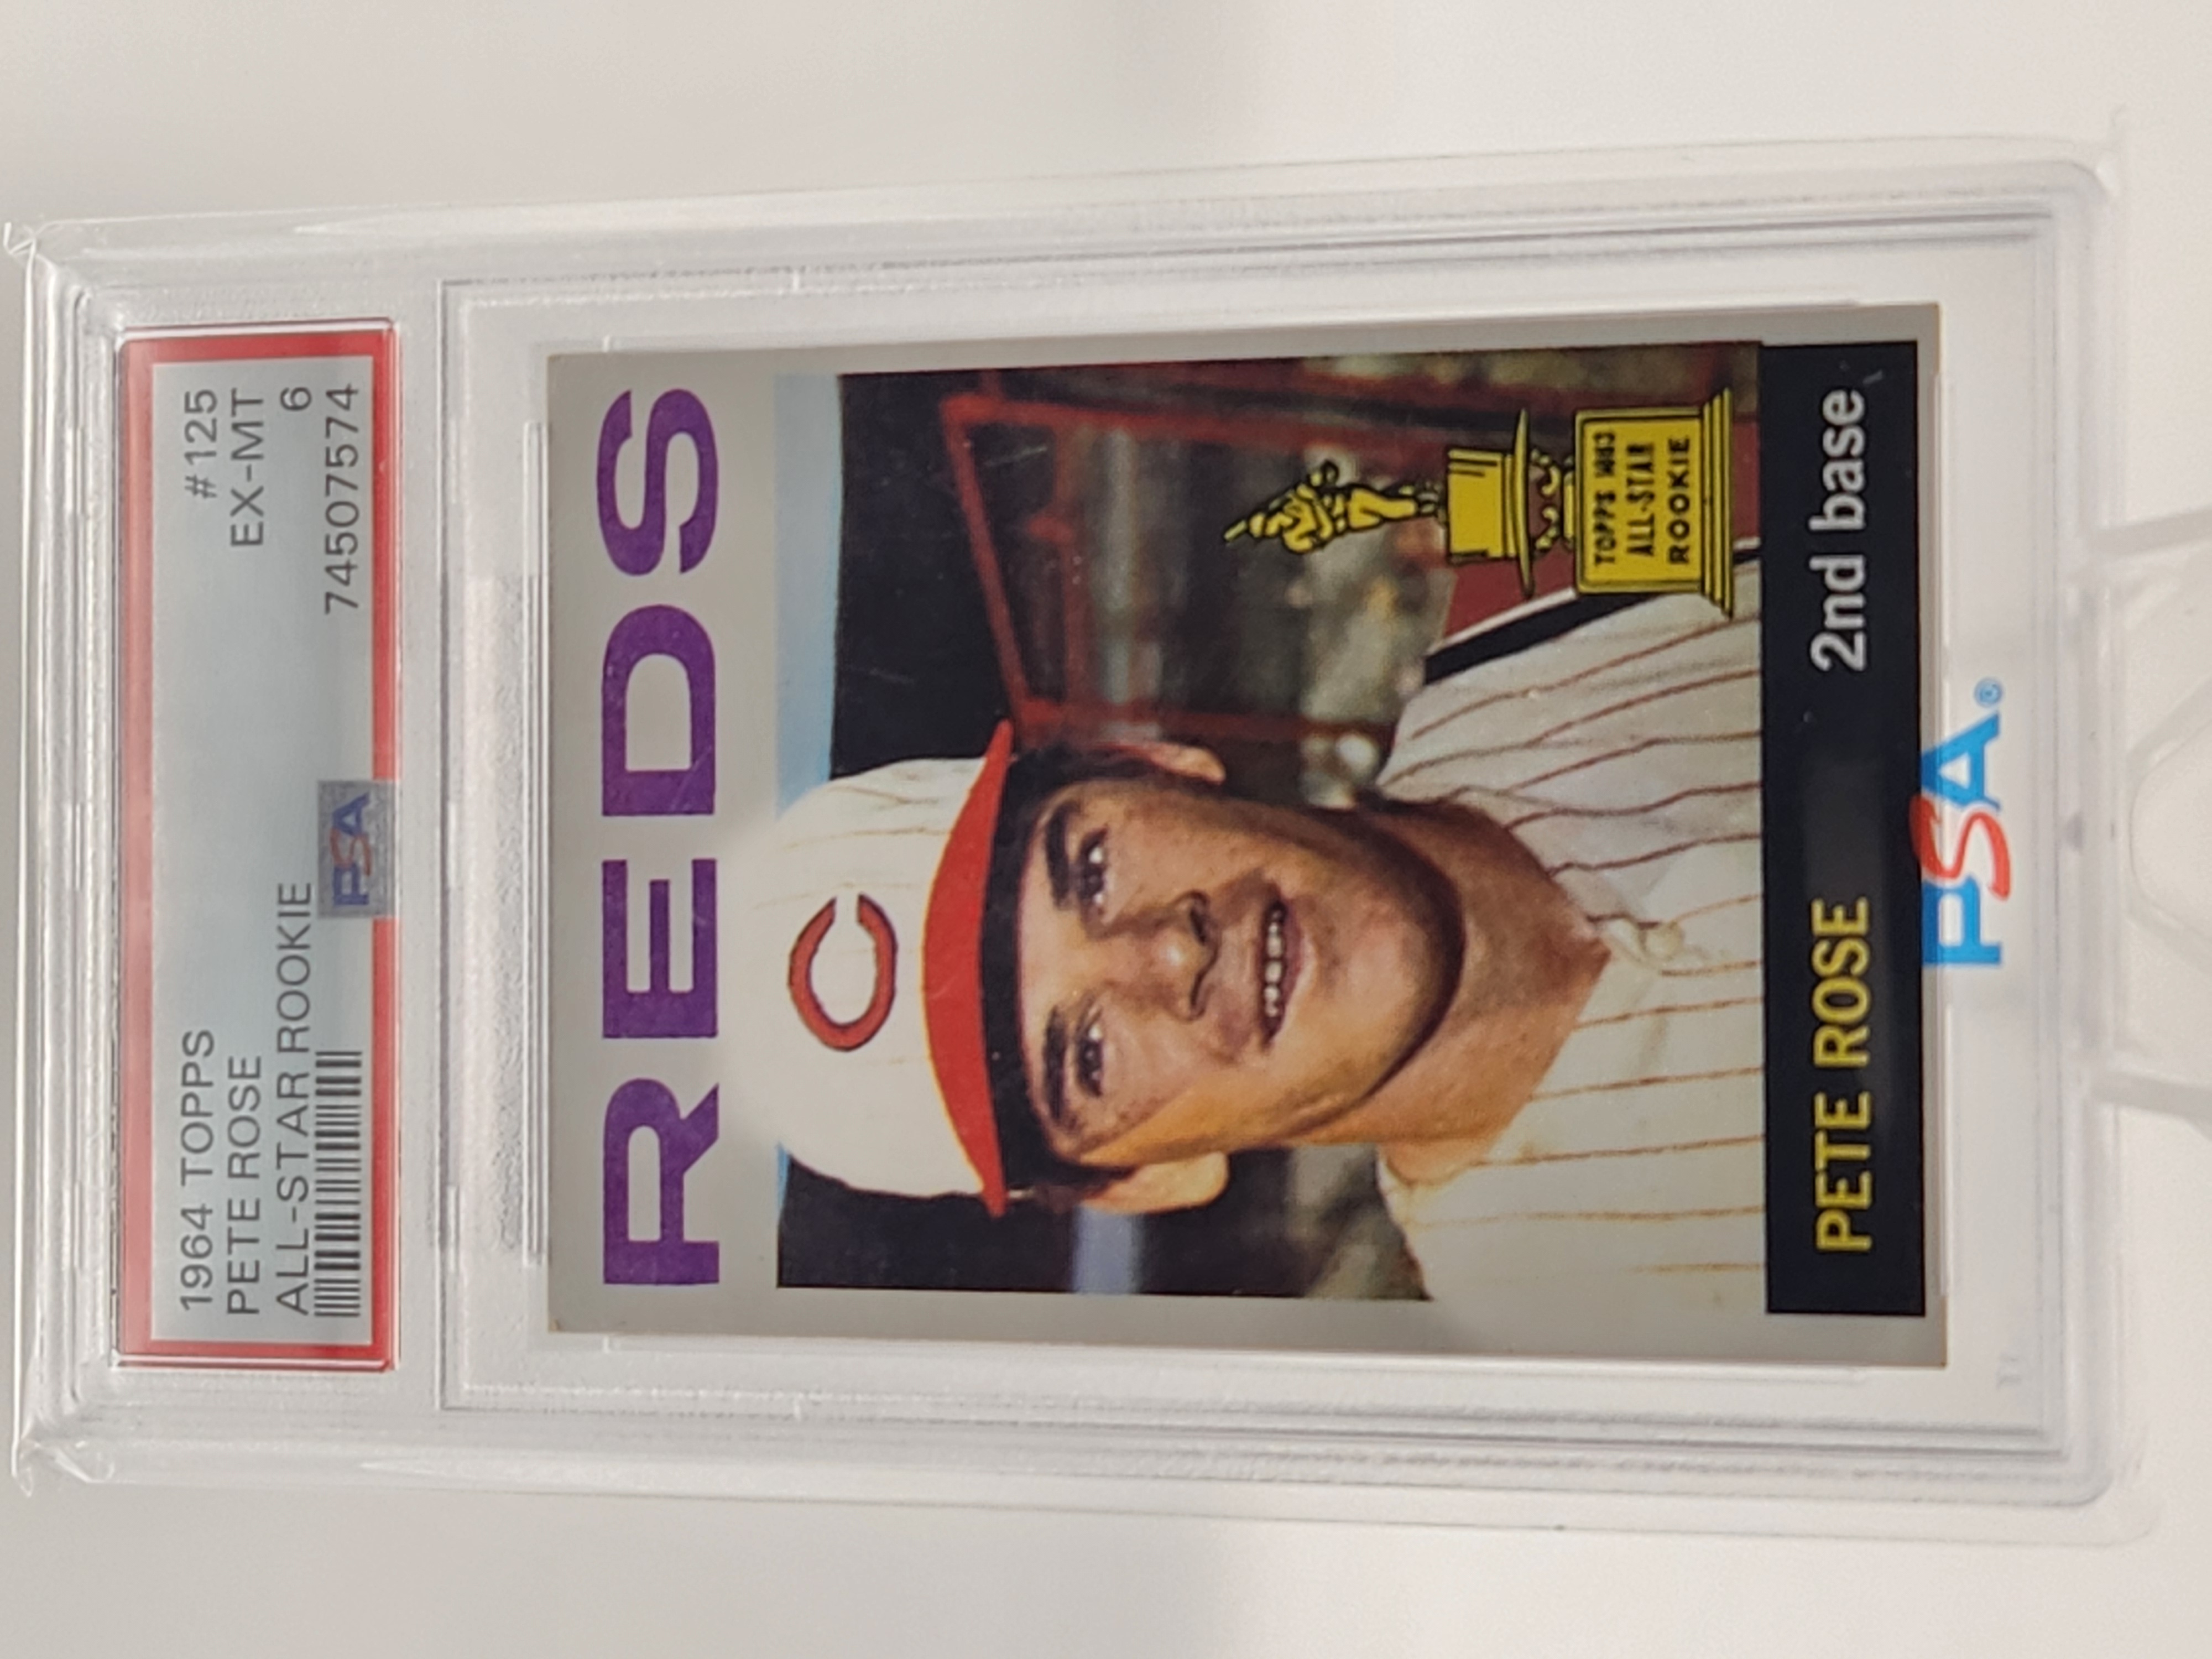 1964 TOPPS #125
PETE ROSE EX-MT
ALL-STAR ROOKIE 6
PSA 74507574
REDS
C
TOPPS 1963
ALL-STAR
ROOKIE
PETE ROSE 2nd base
PSA®